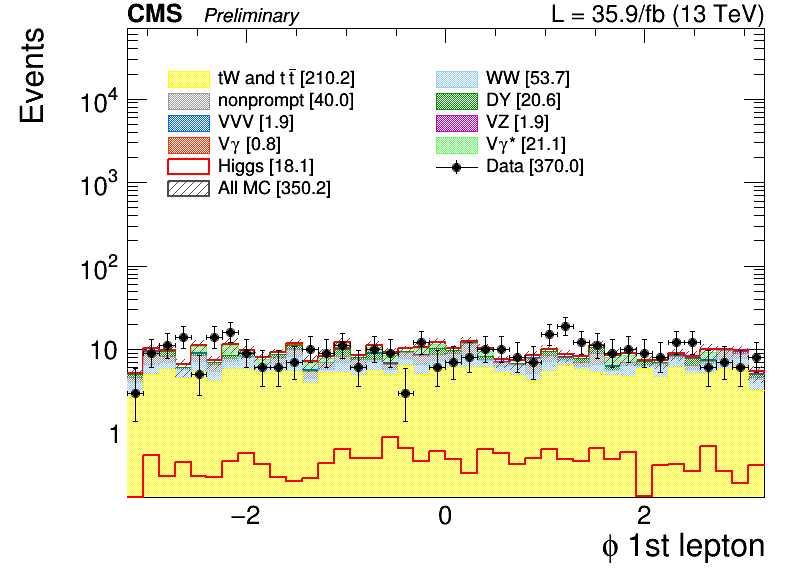 CMS Preliminary L = 35.9/fb (13 TeV)
Events
tW and t t̄ [210.2] WW [53.7]
nonprompt [40.0] DY [20.6]
VVV [1.9] VZ [1.9]
Vγ [0.8] Vγ* [21.1]
Higgs [18.1] Data [370.0]
All MC [350.2]
10⁴
10³
10²
10
1
−2 0 2
ϕ 1st lepton